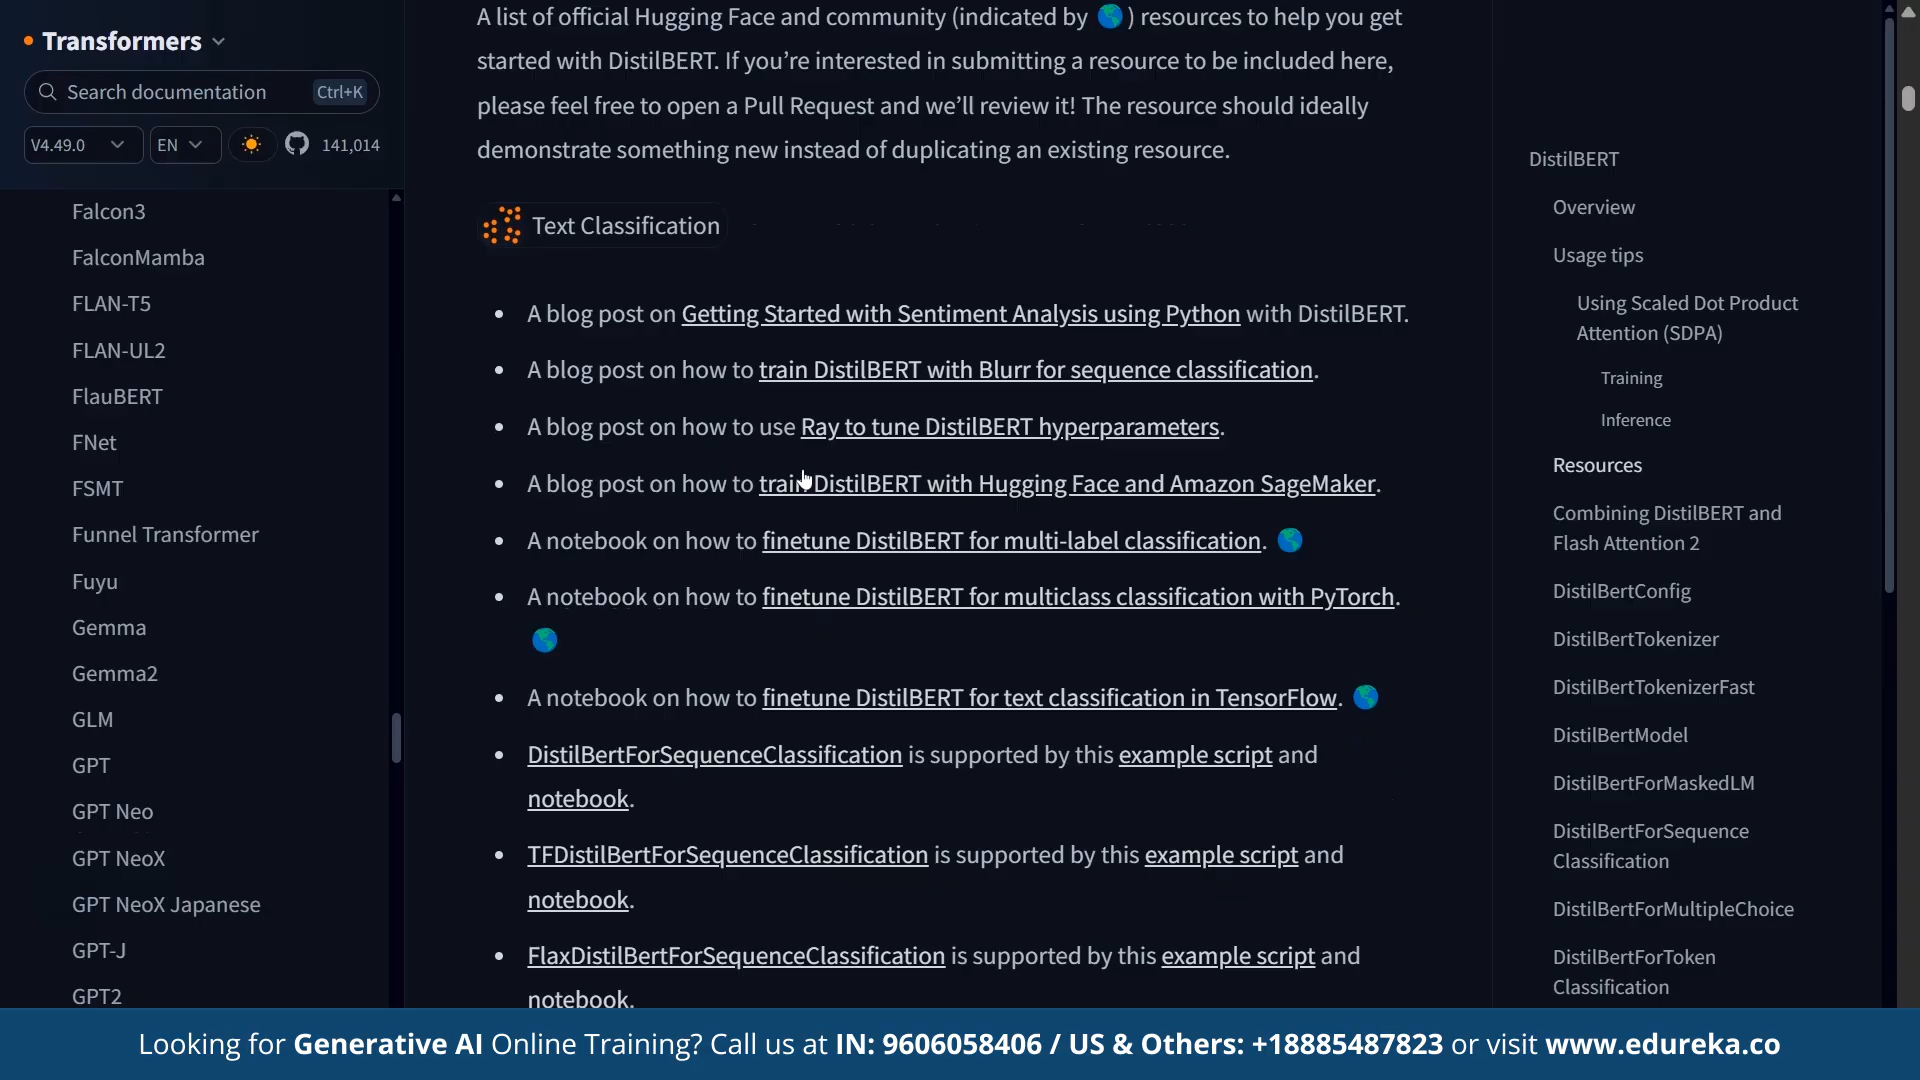 Transformers
Search documentation
Ctrl+K
V4.49.0
EN
141,014
Falcon3
FalconMamba
FLAN-T5
FLAN-UL2
FlauBERT
FNet
FSMT
Funnel Transformer
Fuyu
Gemma
Gemma2
GLM
GPT
GPT Neo
GPT NeoX
GPT NeoX Japanese
GPT-J
GPT2
A list of official Hugging Face and community (indicated by 🌎 ) resources to help you get
started with DistilBERT. If you’re interested in submitting a resource to be included here,
please feel free to open a Pull Request and we’ll review it! The resource should ideally
demonstrate something new instead of duplicating an existing resource.
Text Classification
• A blog post on Getting Started with Sentiment Analysis using Python with DistilBERT.
• A blog post on how to train DistilBERT with Blurr for sequence classification.
• A blog post on how to use Ray to tune DistilBERT hyperparameters.
• A blog post on how to train DistilBERT with Hugging Face and Amazon SageMaker.
• A notebook on how to finetune DistilBERT for multi-label classification. 🌎
• A notebook on how to finetune DistilBERT for multiclass classification with PyTorch.
🌎
• A notebook on how to finetune DistilBERT for text classification in TensorFlow. 🌎
• DistilBertForSequenceClassification is supported by this example script and
notebook.
• TFDistilBertForSequenceClassification is supported by this example script and
notebook.
• FlaxDistilBertForSequenceClassification is supported by this example script and
notebook.
DistilBERT
Overview
Usage tips
Using Scaled Dot Product
Attention (SDPA)
Training
Inference
Resources
Combining DistilBERT and
Flash Attention 2
DistilBertConfig
DistilBertTokenizer
DistilBertTokenizerFast
DistilBertModel
DistilBertForMaskedLM
DistilBertForSequence
Classification
DistilBertForMultipleChoice
DistilBertForToken
Classification
Looking for Generative AI Online Training? Call us at IN: 9606058406 / US & Others: +18885487823 or visit www.edureka.co